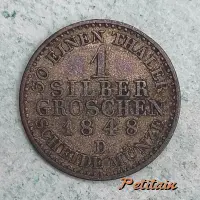 30 EINEN THALER
1
SILBER
GROSCHEN
1848
D
SCHEIDE MÜNZE
Petitain